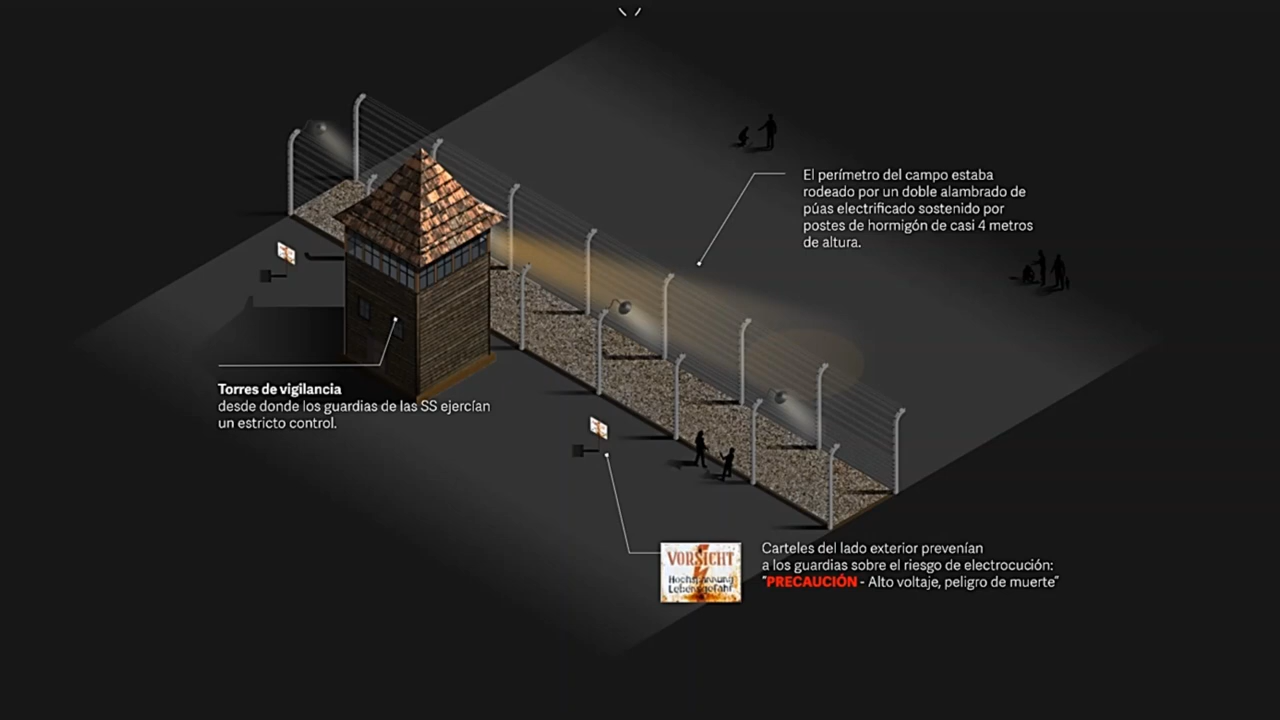 El perímetro del campo estaba
rodeado por un doble alambrado de
púas electrificado sostenido por
postes de hormigón de casi 4 metros
de altura.
Torres de vigilancia
desde donde los guardias de las SS ejercían
un estricto control.
VORSICHT
Hochspannung
Lebensgefahr
Carteles del lado exterior prevenían
a los guardias sobre el riesgo de electrocución:
"PRECAUCIÓN - Alto voltaje, peligro de muerte"